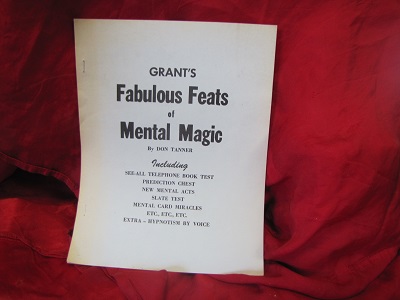 GRANT'S
Fabulous Feats
of
Mental Magic
By DON TANNER
Including
SEE-ALL TELEPHONE BOOK TEST
PREDICTION CHEST
NEW MENTAL ACTS
SLATE TEST
MENTAL CARD MIRACLES
ETC., ETC., ETC.
EXTRA - HYPNOTISM BY VOICE